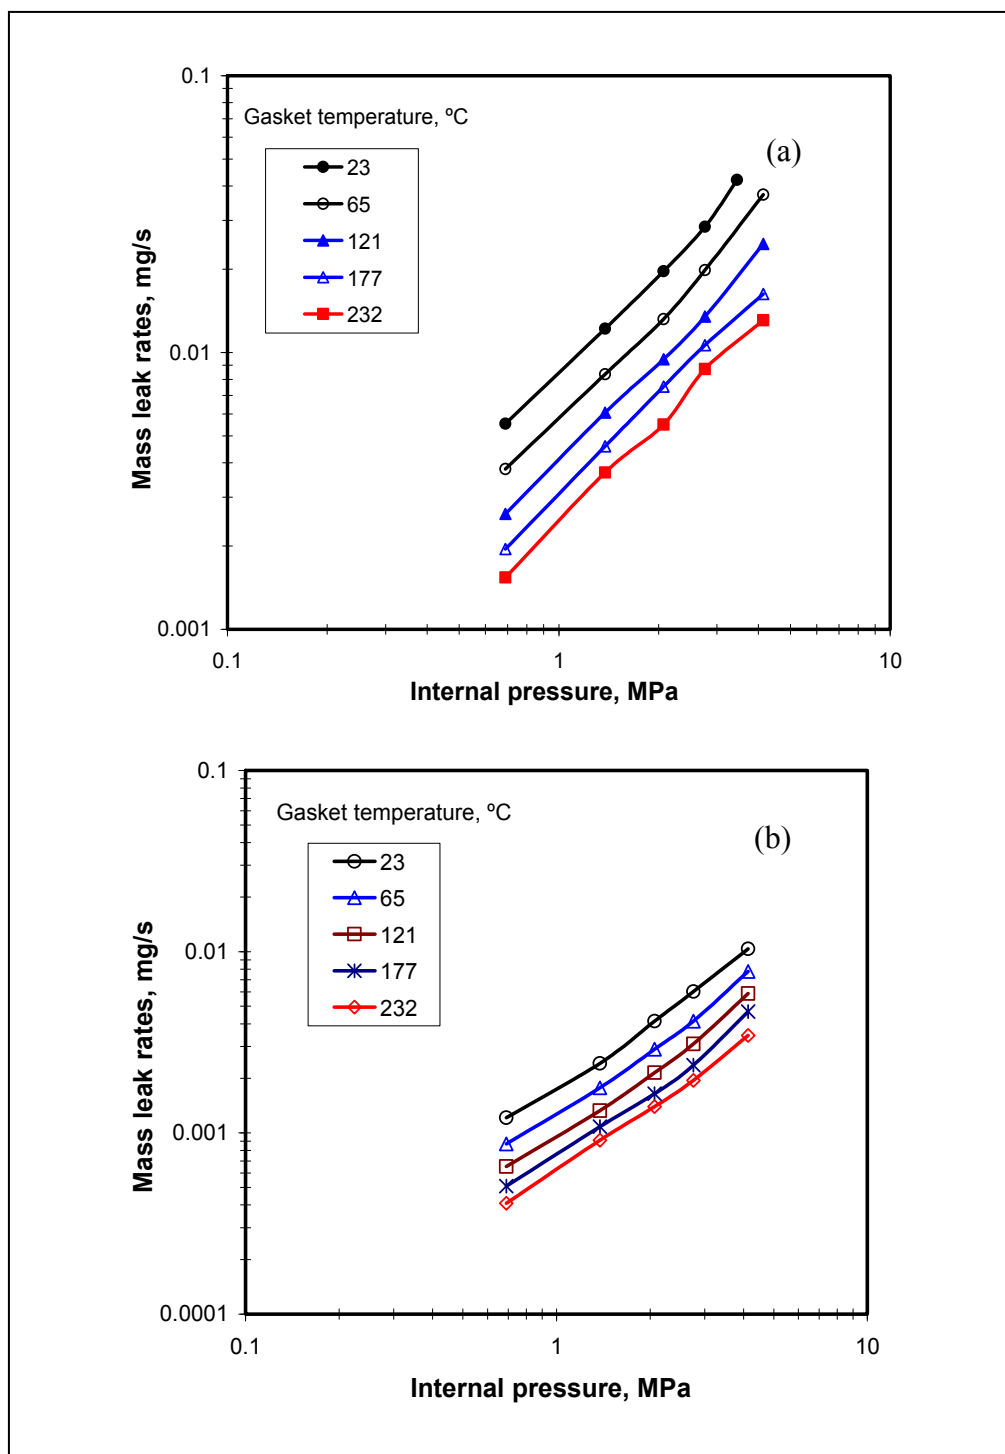 0.1
Gasket temperature, ºC
(a)
23
65
121
177
232
Mass leak rates, mg/s
0.01
0.001
0.1
1
10
Internal pressure, MPa
0.1
Gasket temperature, ºC
(b)
23
65
121
177
232
Mass leak rates, mg/s
0.01
0.001
0.0001
0.1
1
10
Internal pressure, MPa